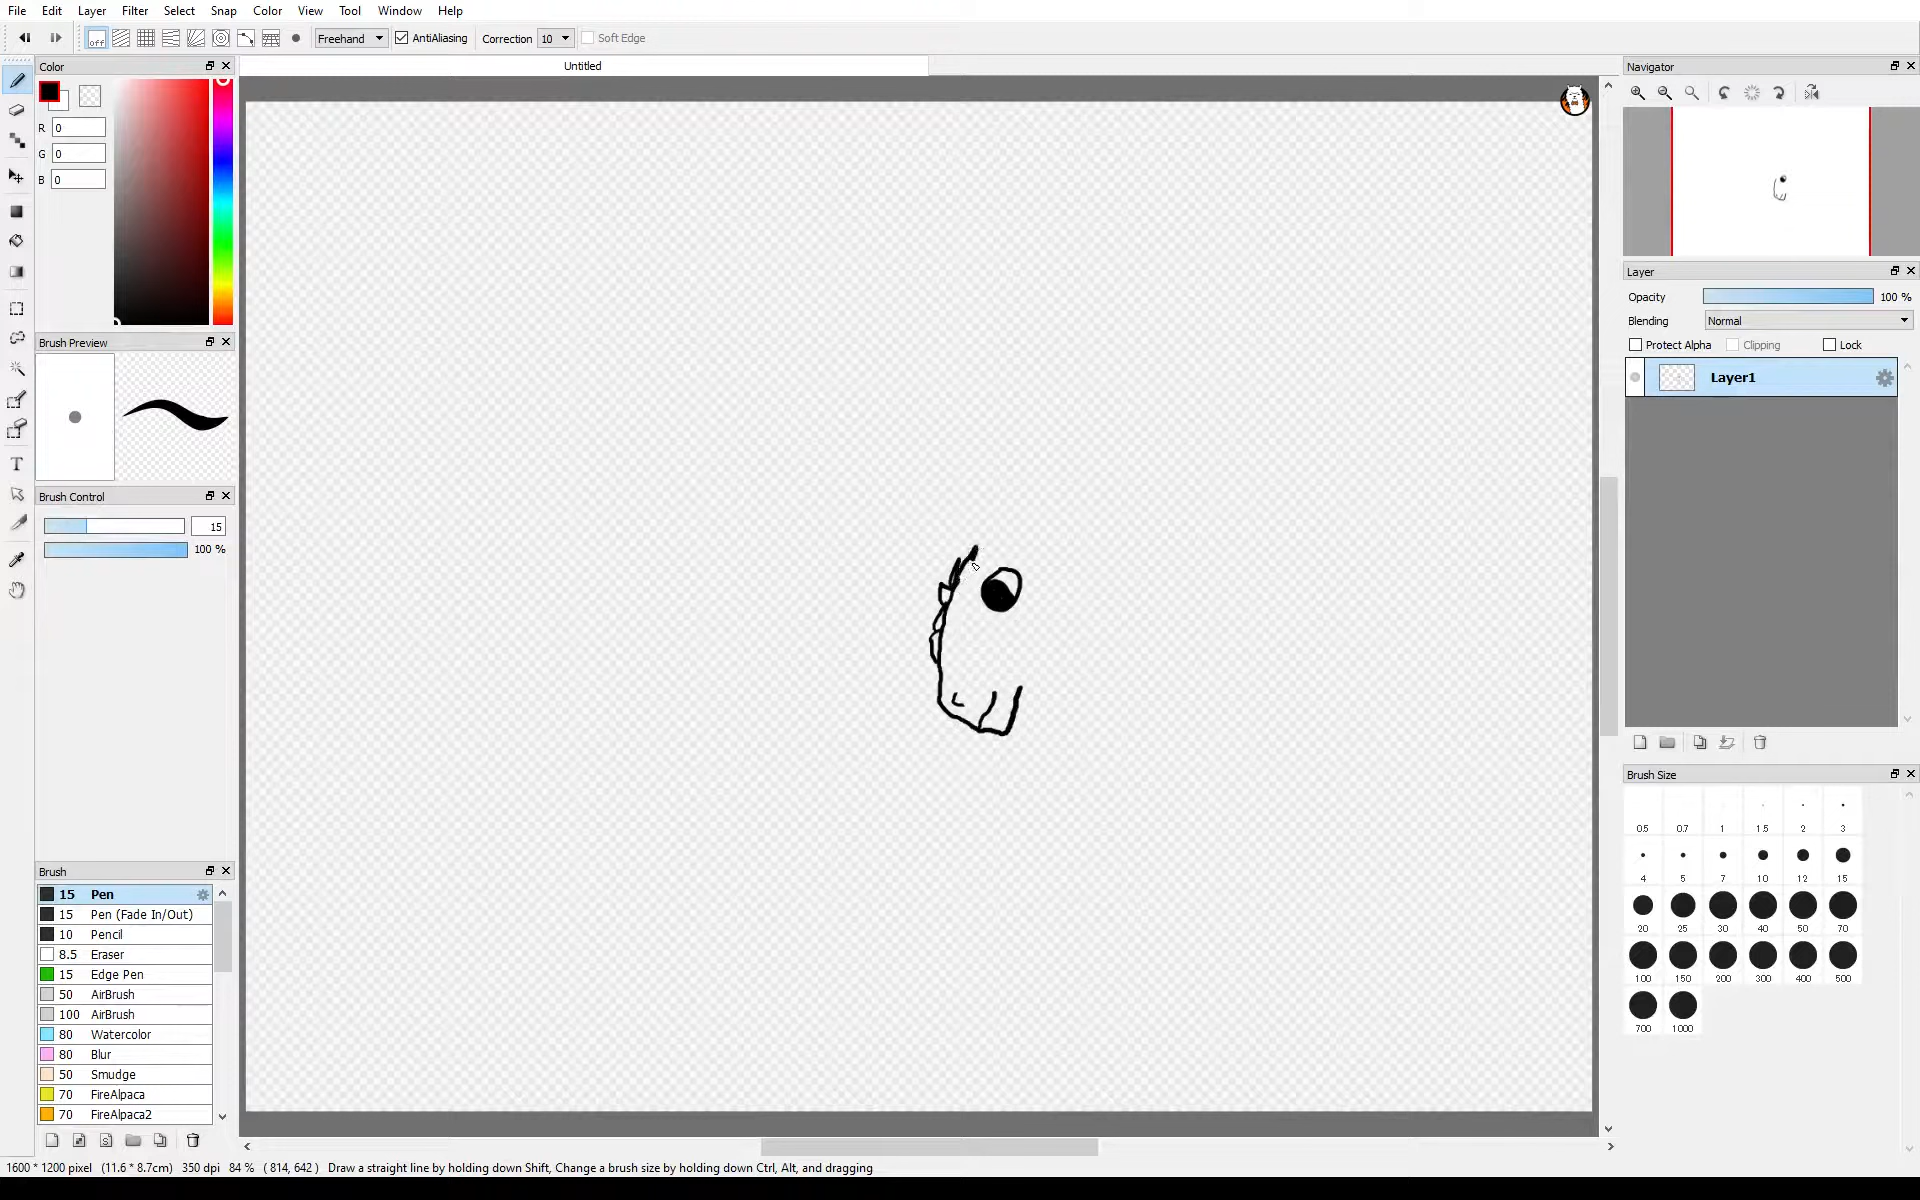 File Edit Layer Filter Select Snap Color View Tool Window Help
off Freehand AntiAliasing Correction 10 Soft Edge
Color
Untitled
R 0
G 0
B 0
Brush Preview
Brush Control
15
100 %
Brush
15 Pen
15 Pen (Fade In/Out)
10 Pencil
8.5 Eraser
15 Edge Pen
50 AirBrush
100 AirBrush
80 Watercolor
80 Blur
50 Smudge
70 FireAlpaca
70 FireAlpaca2
Navigator
Layer
Opacity 100 %
Blending Normal
Protect Alpha Clipping Lock
Layer1
Brush Size
0.5 0.7 1 1.5 2 3
4 5 7 10 12 15
20 25 30 40 50 70
100 150 200 300 400 500
700 1000
1600 * 1200 pixel (11.6 * 8.7cm) 350 dpi 84 % ( 814, 642 ) Draw a straight line by holding down Shift, Change a brush size by holding down Ctrl, Alt, and dragging